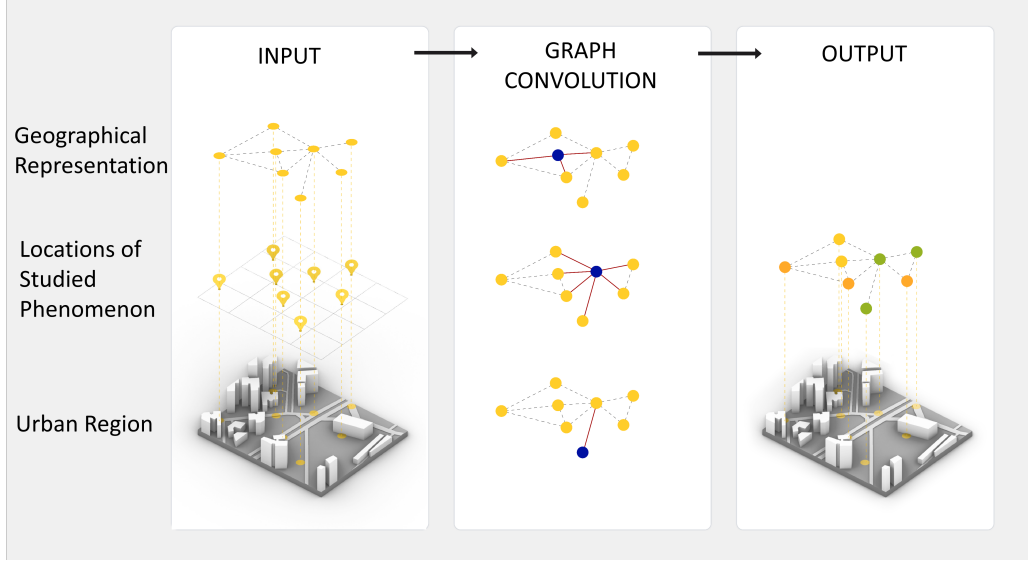 INPUT
GRAPH
CONVOLUTION
OUTPUT
Geographical
Representation
Locations of
Studied
Phenomenon
Urban Region